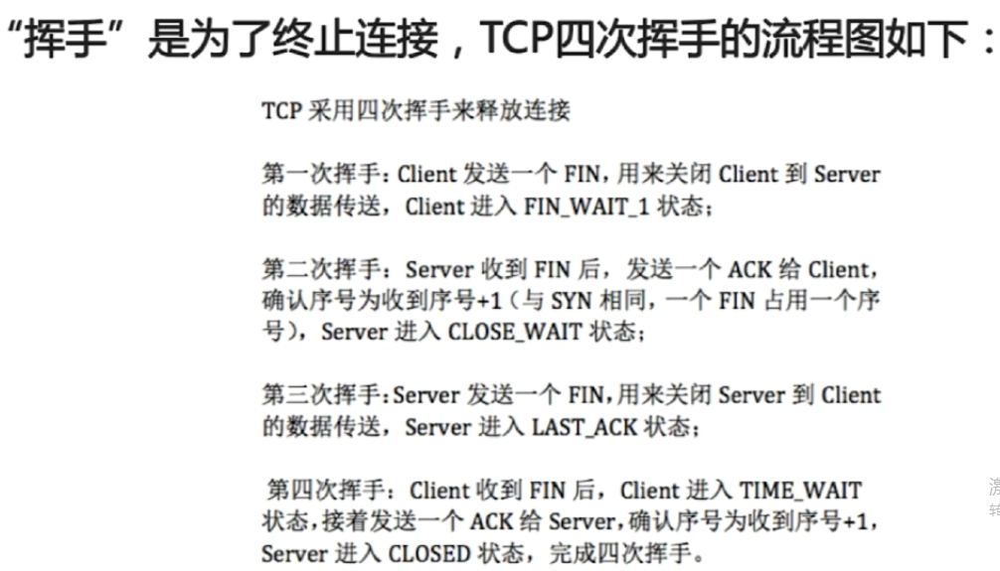 “挥手”是为了终止连接，TCP四次挥手的流程图如下：
TCP 采用四次挥手来释放连接
第一次挥手：Client 发送一个 FIN，用来关闭 Client 到 Server
的数据传送，Client 进入 FIN_WAIT_1 状态；
第二次挥手：Server 收到 FIN 后，发送一个 ACK 给 Client，
确认序号为收到序号+1（与 SYN 相同，一个 FIN 占用一个序
号），Server 进入 CLOSE_WAIT 状态；
第三次挥手：Server 发送一个 FIN，用来关闭 Server 到 Client
的数据传送，Server 进入 LAST_ACK 状态；
第四次挥手：Client 收到 FIN 后，Client 进入 TIME_WAIT
状态，接着发送一个 ACK 给 Server，确认序号为收到序号+1，
Server 进入 CLOSED 状态，完成四次挥手。